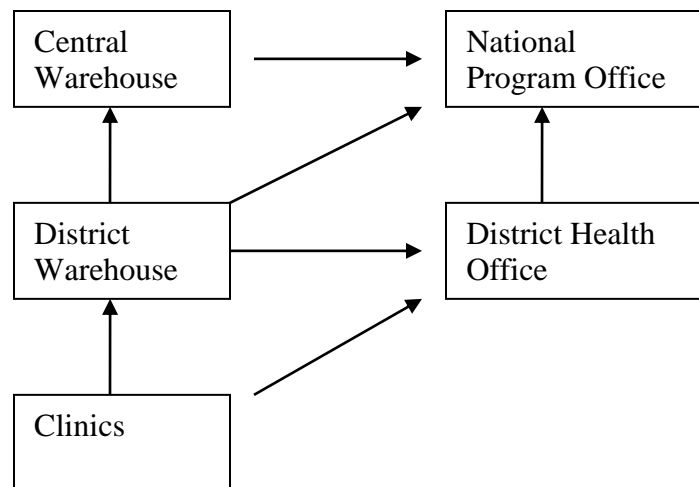 Central
Warehouse
National
Program Office
District
Warehouse
District Health
Office
Clinics